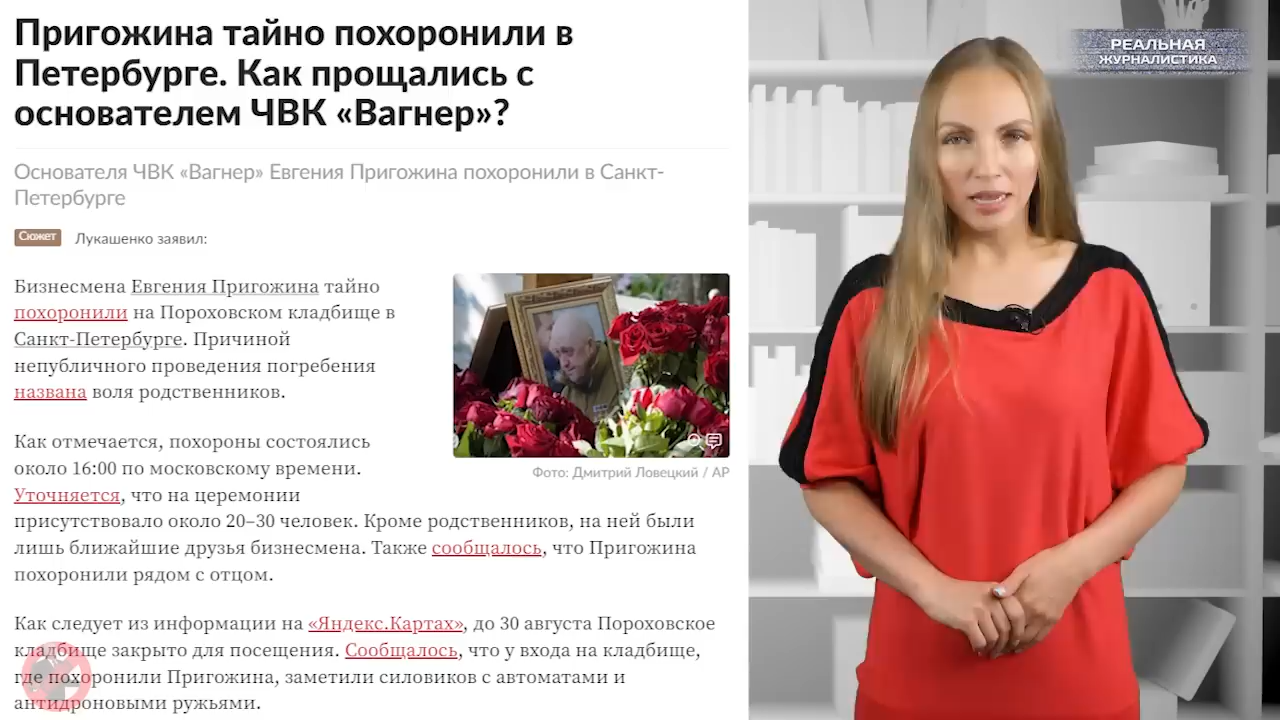 Пригожина тайно похоронили в
Петербурге. Как прощались с
основателем ЧВК «Вагнер»?
Основателя ЧВК «Вагнер» Евгения Пригожина похоронили в Санкт-
Петербурге
Сюжет Лукашенко заявил:
Бизнесмена Евгения Пригожина тайно
похоронили на Пороховском кладбище в
Санкт-Петербурге. Причиной
непубличного проведения погребения
названа воля родственников.
Фото: Дмитрий Ловецкий / AP
Как отмечается, похороны состоялись
около 16:00 по московскому времени.
Уточняется, что на церемонии
присутствовало около 20–30 человек. Кроме родственников, на ней были
лишь ближайшие друзья бизнесмена. Также сообщалось, что Пригожина
похоронили рядом с отцом.
Как следует из информации на «Яндекс.Картах», до 30 августа Пороховское
кладбище закрыто для посещения. Сообщалось, что у входа на кладбище,
где похоронили Пригожина, заметили силовиков с автоматами и
антидроновыми ружьями.
РЕАЛЬНАЯ
ЖУРНАЛИСТИКА